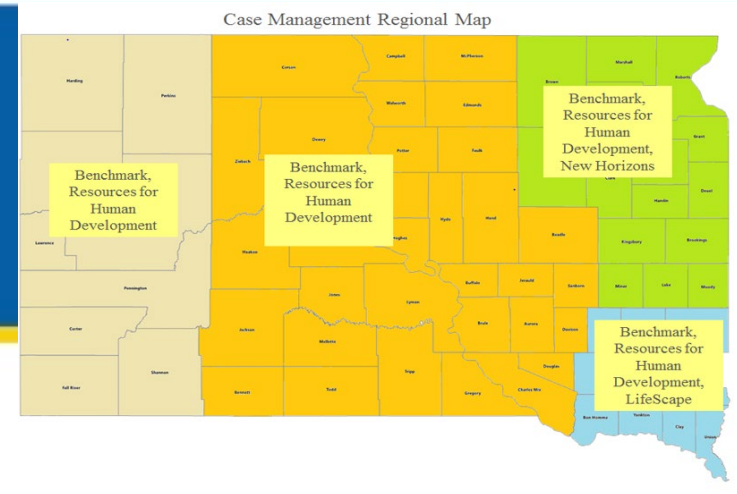 Case Management Regional Map
Harding
Perkins
Corson
Campbell
McPherson
Brown
Marshall
Roberts
Walworth
Edmunds
Dewey
Ziebach
Potter
Faulk
Benchmark,
Resources for
Human
Development
Benchmark,
Resources for
Human
Development
Benchmark,
Resources for
Human
Development,
New Horizons
Grant
Clark
Hamlin
Deuel
Lawrence
Haakon
Hughes
Hyde
Hand
Beadle
Kingsbury
Brookings
Pennington
Jones
Lyman
Buffalo
Jerauld
Sanborn
Miner
Lake
Moody
Custer
Jackson
Mellette
Brule
Aurora
Davison
Benchmark,
Resources for
Human
Development,
LifeScape
Fall River
Shannon
Bennett
Todd
Tripp
Gregory
Charles Mix
Douglas
Bon Homme
Yankton
Clay
Union